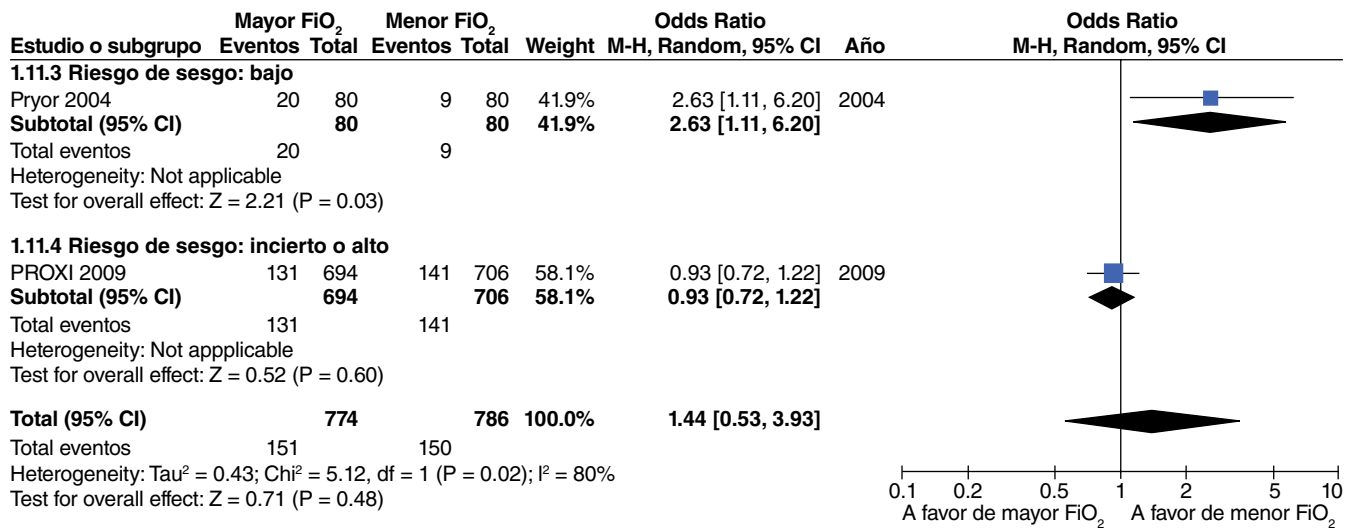 Mayor FiO2 Menor FiO2 Odds Ratio Odds Ratio
Estudio o subgrupo Eventos Total Eventos Total Weight M-H, Random, 95% CI Año M-H, Random, 95% CI
1.11.3 Riesgo de sesgo: bajo
Pryor 2004 20 80 9 80 41.9% 2.63 [1.11, 6.20] 2004
Subtotal (95% CI) 80 80 41.9% 2.63 [1.11, 6.20]
Total eventos 20 9
Heterogeneity: Not applicable
Test for overall effect: Z = 2.21 (P = 0.03)
1.11.4 Riesgo de sesgo: incierto o alto
PROXI 2009 131 694 141 706 58.1% 0.93 [0.72, 1.22] 2009
Subtotal (95% CI) 694 706 58.1% 0.93 [0.72, 1.22]
Total eventos 131 141
Heterogeneity: Not appplicable
Test for overall effect: Z = 0.52 (P = 0.60)
Total (95% CI) 774 786 100.0% 1.44 [0.53, 3.93]
Total eventos 151 150
Heterogeneity: Tau² = 0.43; Chi² = 5.12, df = 1 (P = 0.02); I² = 80%
Test for overall effect: Z = 0.71 (P = 0.48)
0.1 0.2 0.5 1 2 5 10
A favor de mayor FiO2 A favor de menor FiO2